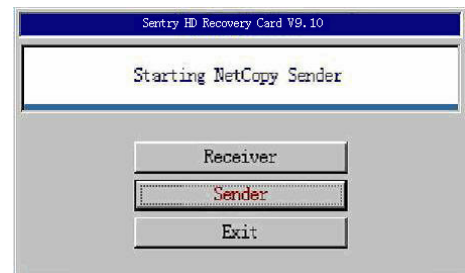 Sentry HD Recovery Card V9.10
Starting NetCopy Sender
Receiver
Sender
Exit